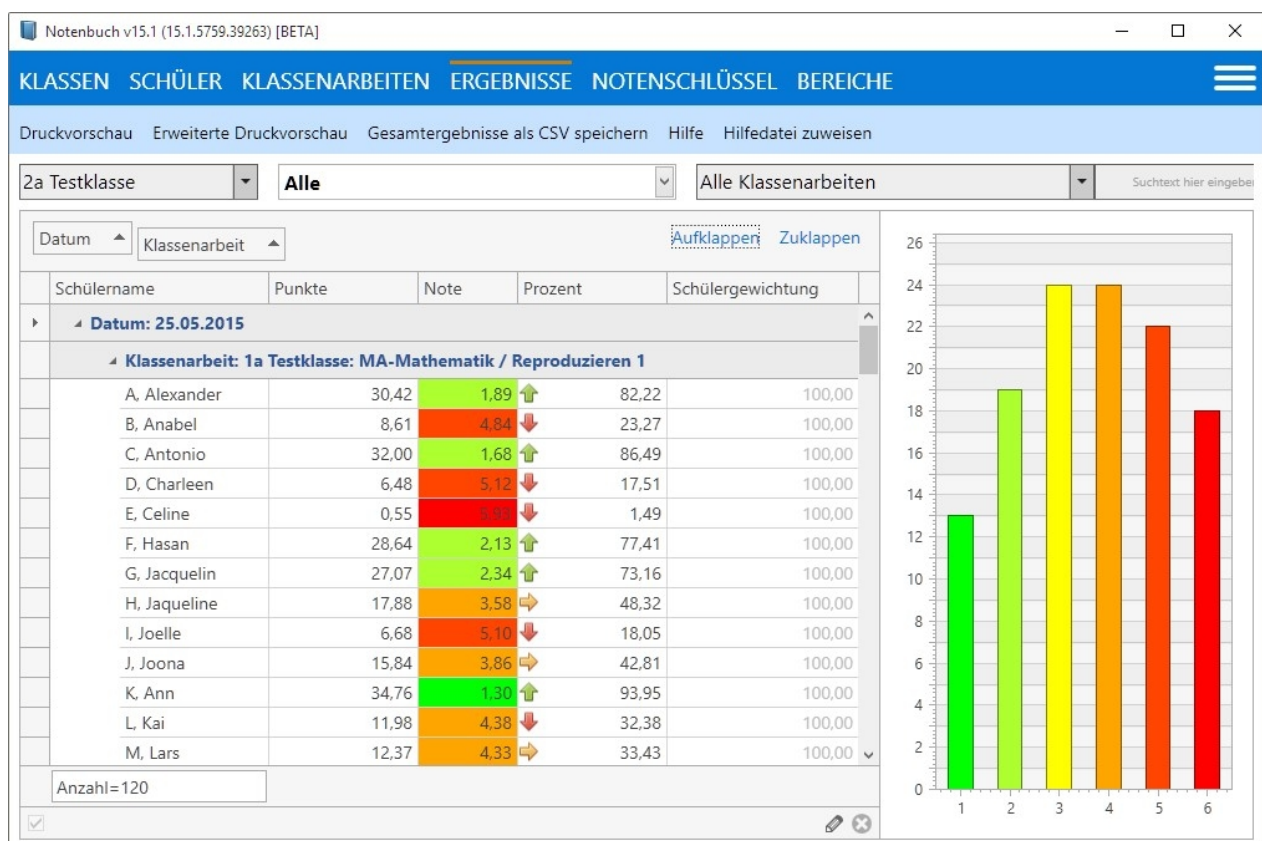 Notenbuch v15.1 (15.1.5759.39263) [BETA]
KLASSEN SCHÜLER KLASSENARBEITEN ERGEBNISSE NOTENSCHLÜSSEL BEREICHE
Druckvorschau Erweiterte Druckvorschau Gesamtergebnisse als CSV speichern Hilfe Hilfedatei zuweisen
2a Testklasse Alle Alle Klassenarbeiten Suchtext hier eingeben
Datum Klassenarbeit Aufklappen Zuklappen
Schülername Punkte Note Prozent Schülergewichtung
Datum: 25.05.2015
Klassenarbeit: 1a Testklasse: MA-Mathematik / Reproduzieren 1
A, Alexander 30,42 1,89 82,22 100,00
B, Anabel 8,61 4,84 23,27 100,00
C, Antonio 32,00 1,68 86,49 100,00
D, Charleen 6,48 5,12 17,51 100,00
E, Celine 0,55 5,93 1,49 100,00
F, Hasan 28,64 2,13 77,41 100,00
G, Jacquelin 27,07 2,34 73,16 100,00
H, Jaqueline 17,88 3,58 48,32 100,00
I, Joelle 6,68 5,10 18,05 100,00
J, Joona 15,84 3,86 42,81 100,00
K, Ann 34,76 1,30 93,95 100,00
L, Kai 11,98 4,38 32,38 100,00
M, Lars 12,37 4,33 33,43 100,00
Anzahl=120
26
24
22
20
18
16
14
12
10
8
6
4
2
0
1 2 3 4 5 6